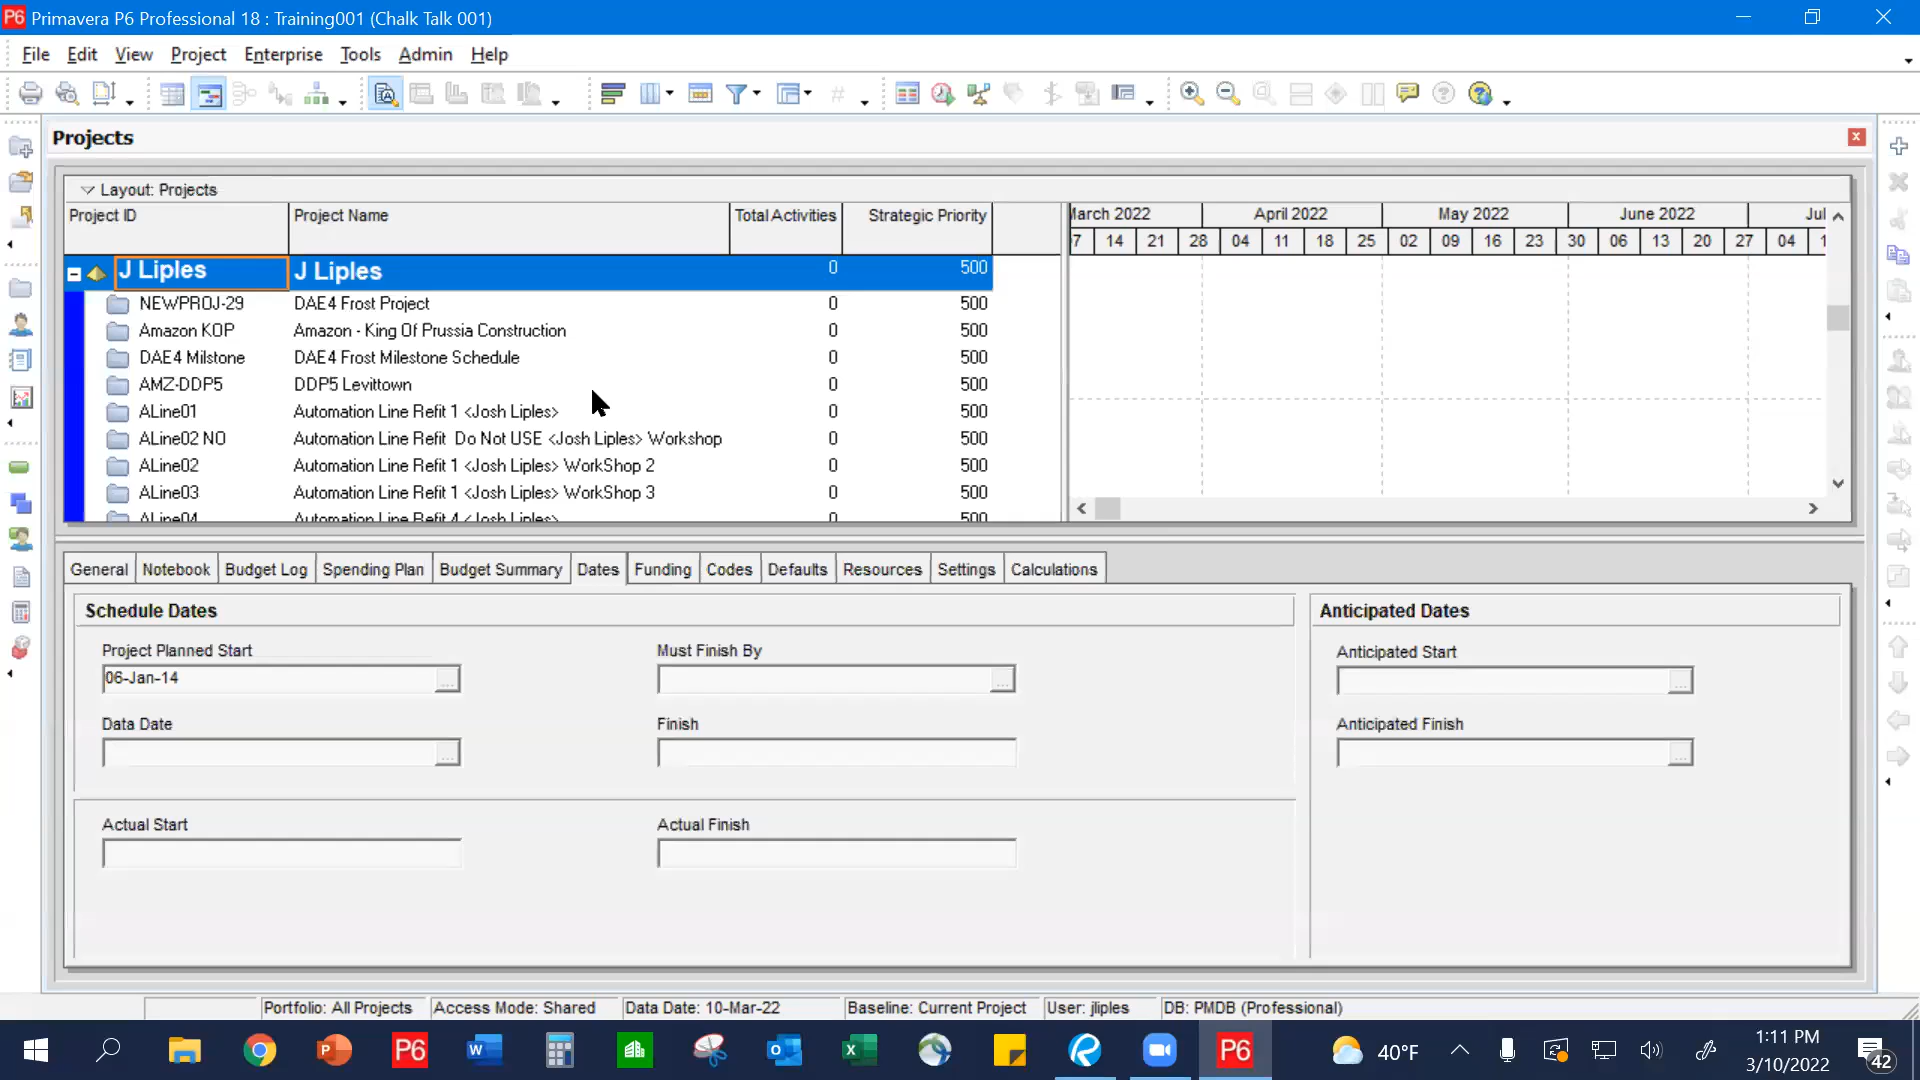 P6 Primavera P6 Professional 18 : Training001 (Chalk Talk 001)
File Edit View Project Enterprise Tools Admin Help
Projects
Layout: Projects
Project ID Project Name Total Activities Strategic Priority
March 2022 April 2022 May 2022 June 2022 Jul
7 14 21 28 04 11 18 25 02 09 16 23 30 06 13 20 27 04 1
J Liples J Liples 0 500
NEWPROJ-29 DAE4 Frost Project 0 500
Amazon KOP Amazon - King Of Prussia Construction 0 500
DAE4 Milstone DAE4 Frost Milestone Schedule 0 500
AMZ-DDP5 DDP5 Levittown 0 500
ALine01 Automation Line Refit 1 <Josh Liples> 0 500
ALine02 NO Automation Line Refit Do Not USE <Josh Liples> Workshop 0 500
ALine02 Automation Line Refit 1 <Josh Liples> WorkShop 2 0 500
ALine03 Automation Line Refit 1 <Josh Liples> WorkShop 3 0 500
ALine04 Automation Line Refit 4 <Josh Liples> 0 500
General Notebook Budget Log Spending Plan Budget Summary Dates Funding Codes Defaults Resources Settings Calculations
Schedule Dates Anticipated Dates
Project Planned Start Must Finish By Anticipated Start
06-Jan-14
Data Date Finish Anticipated Finish
Actual Start Actual Finish
Portfolio: All Projects Access Mode: Shared Data Date: 10-Mar-22 Baseline: Current Project User: jliples DB: PMDB (Professional)
40°F
1:11 PM
3/10/2022
42